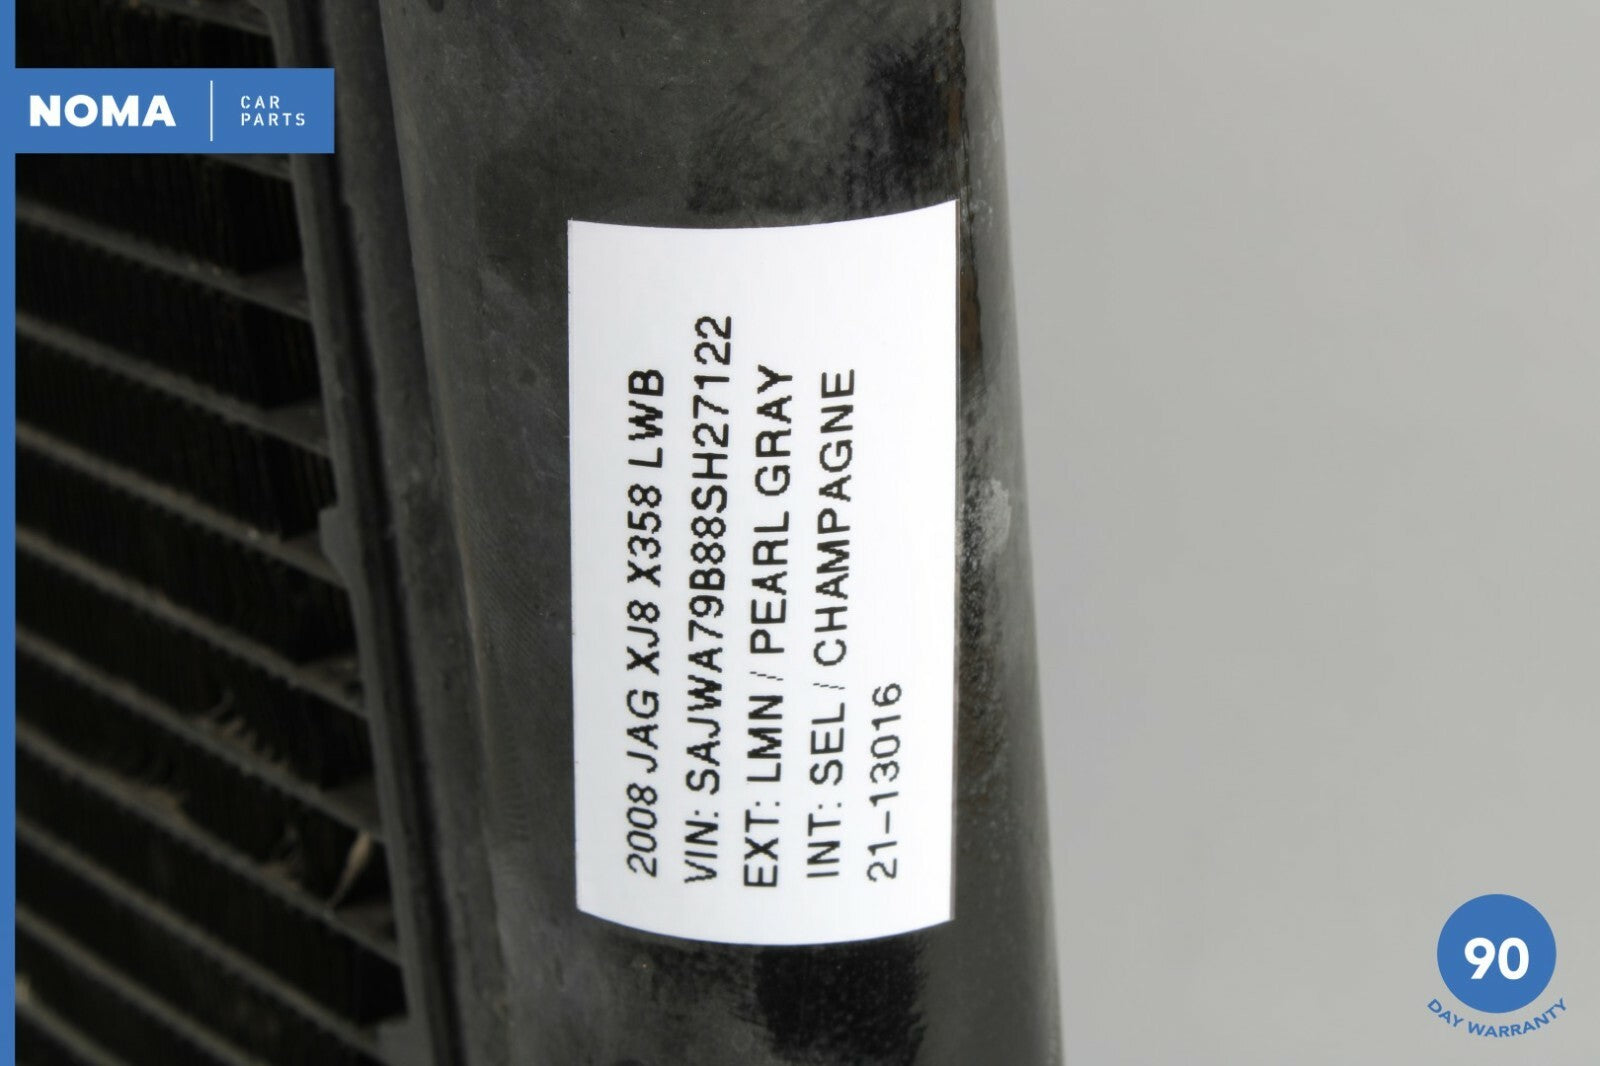 NOMA
CAR
PARTS
2008 JAG XJ8 X358 LWB
VIN: SAJWA79B88SH27122
EXT: LMN / PEARL GRAY
INT: SEL / CHAMPAGNE
21-13016
90
DAY WARRANTY